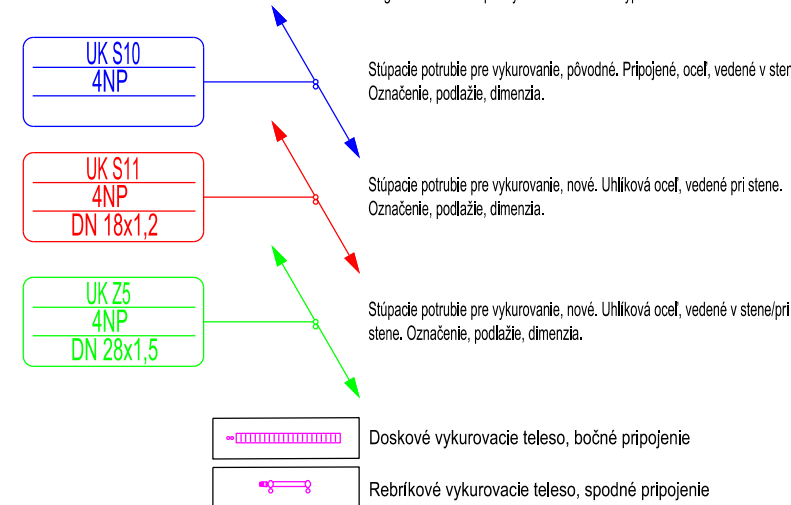 UK S10
4NP
Stúpacie potrubie pre vykurovanie, pôvodné. Pripojené, oceľ, vedené v
Označenie, podlažie, dimenzia.
UK S11
4NP
DN 18x1,2
Stúpacie potrubie pre vykurovanie, nové. Uhlíková oceľ, vedené pri stene.
Označenie, podlažie, dimenzia.
UK Z5
4NP
DN 28x1,5
Stúpacie potrubie pre vykurovanie, nové. Uhlíková oceľ, vedené v stene/pri
stene. Označenie, podlažie, dimenzia.
Doskové vykurovacie teleso, bočné pripojenie
Rebríkové vykurovacie teleso, spodné pripojenie